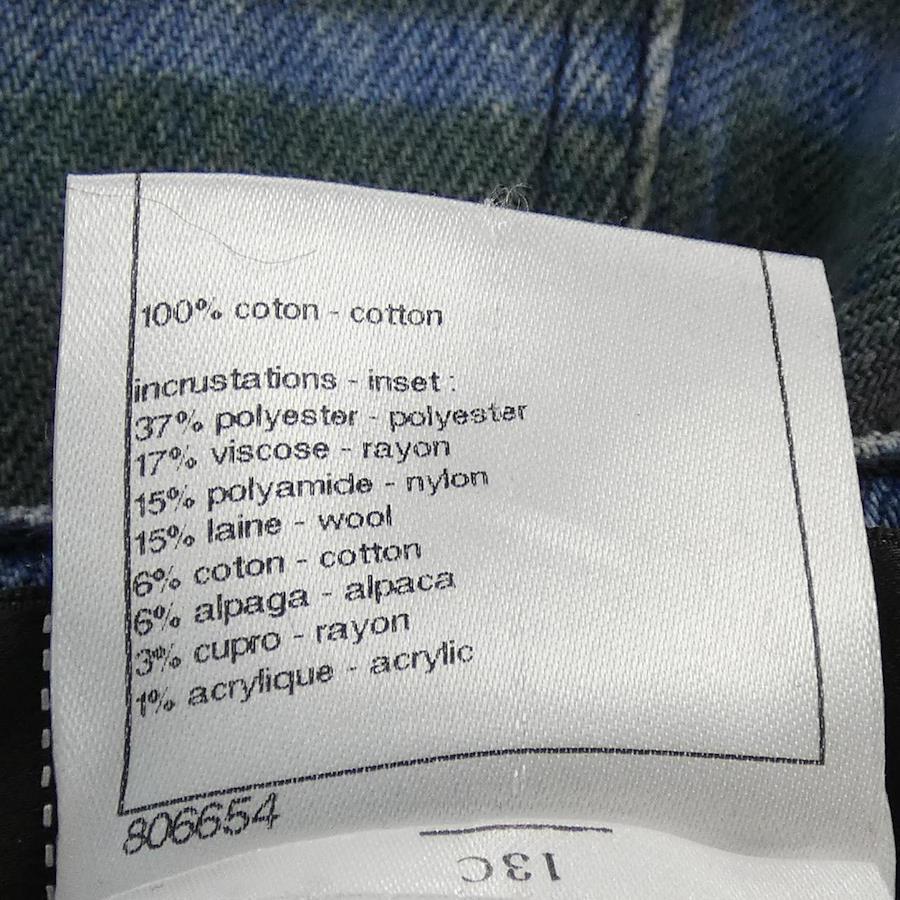 100% coton - cotton
incrustations - inset :
37% polyester - polyester
17% viscose - rayon
15% polyamide - nylon
15% laine - wool
6% coton - cotton
6% alpaga - alpaca
3% cupro - rayon
1% acrylique - acrylic
806654
13C